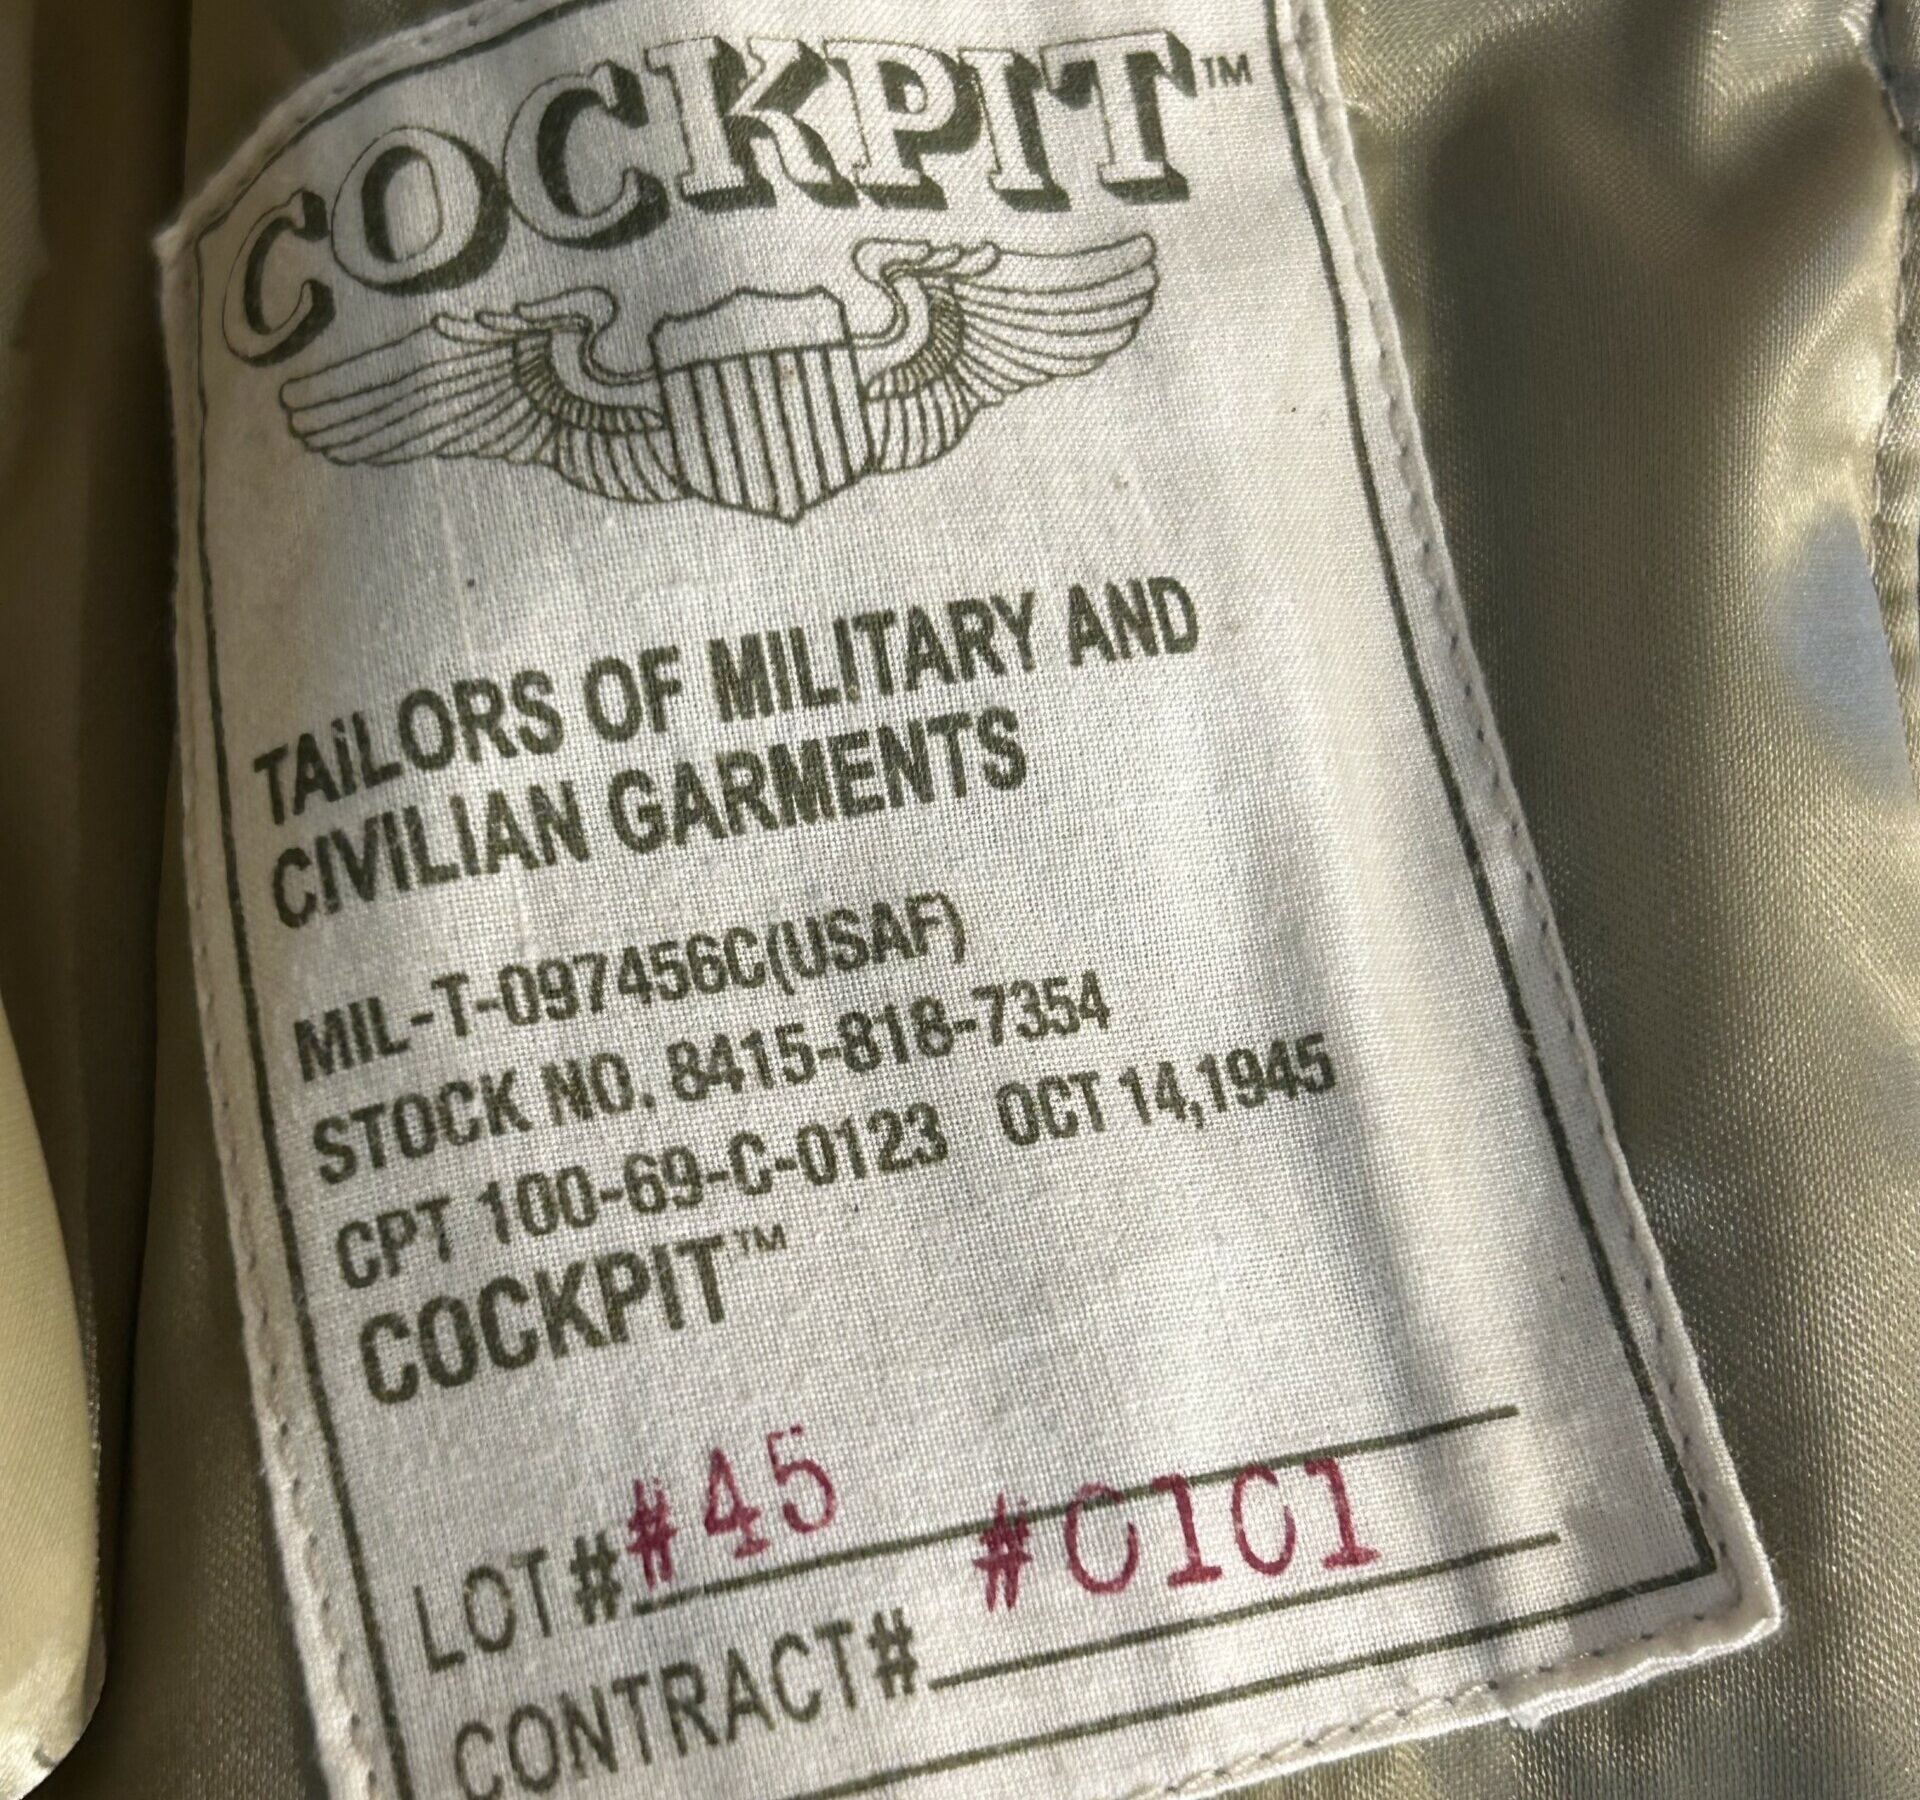 COCKPIT™
TAILORS OF MILITARY AND
CIVILIAN GARMENTS
MIL-T-097456C(USAF)
STOCK NO. 8415-818-7354
CPT 100-69-C-0123 OCT 14,1945
COCKPIT™
LOT# #45
CONTRACT# #0101